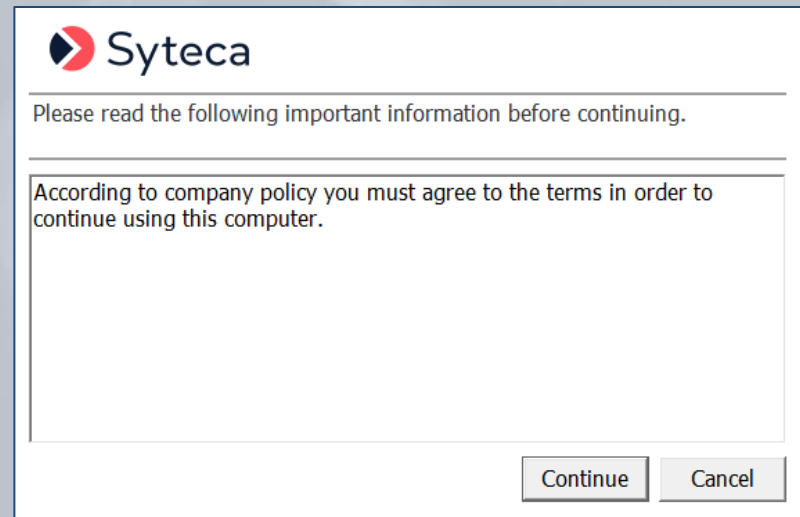 Syteca
Please read the following important information before continuing.
According to company policy you must agree to the terms in order to
continue using this computer.
Continue Cancel